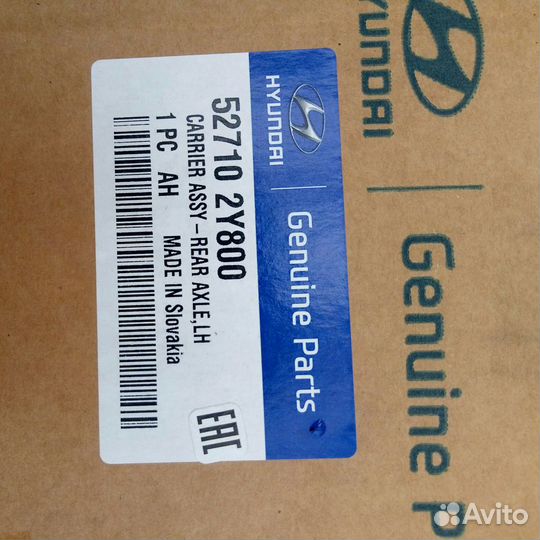 HYUNDAI | Genuine Parts
52710 2Y800
CARRIER ASSY-REAR AXLE,LH
1 PC AH MADE IN Slovakia
EAC
HYUNDAI
Genuine P
Avito